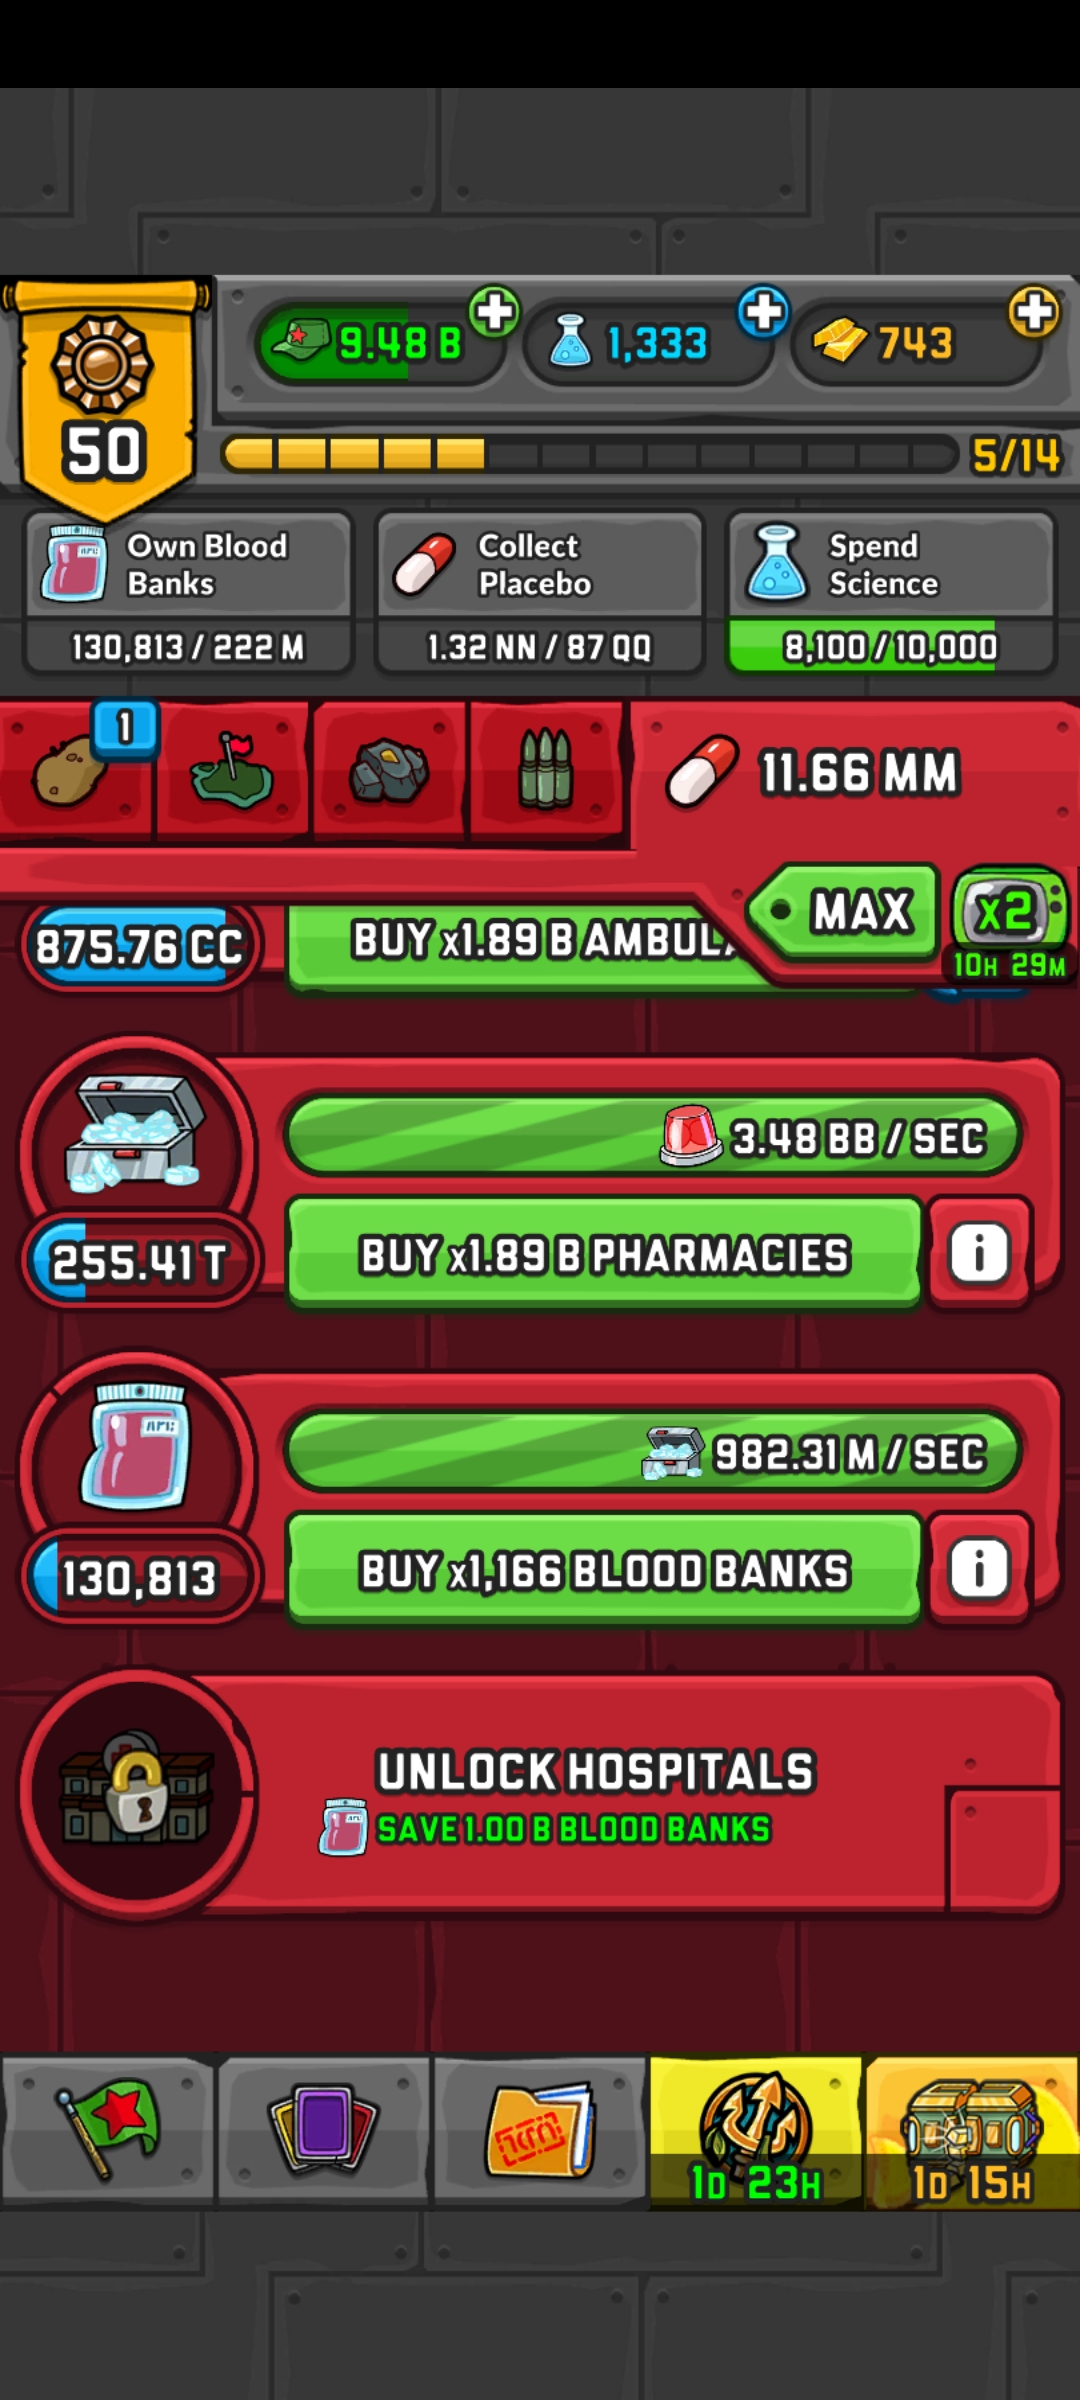 9.48 B
1,333
743
50
5/14
Own Blood
Banks
130,813 / 222 M
Collect
Placebo
1.32 NN / 87 QQ
Spend
Science
8,100 / 10,000
1
11.66 MM
MAX
x2
10H 29M
875.76 CC
BUY x1.89 B
3.48 BB / SEC
255.41 T
BUY x1.89 B PHARMACIES
i
982.31 M / SEC
130,813
BUY x1,166 BLOOD BANKS
i
UNLOCK HOSPITALS
SAVE 1.00 B BLOOD BANKS
1D 23H
1D 15H